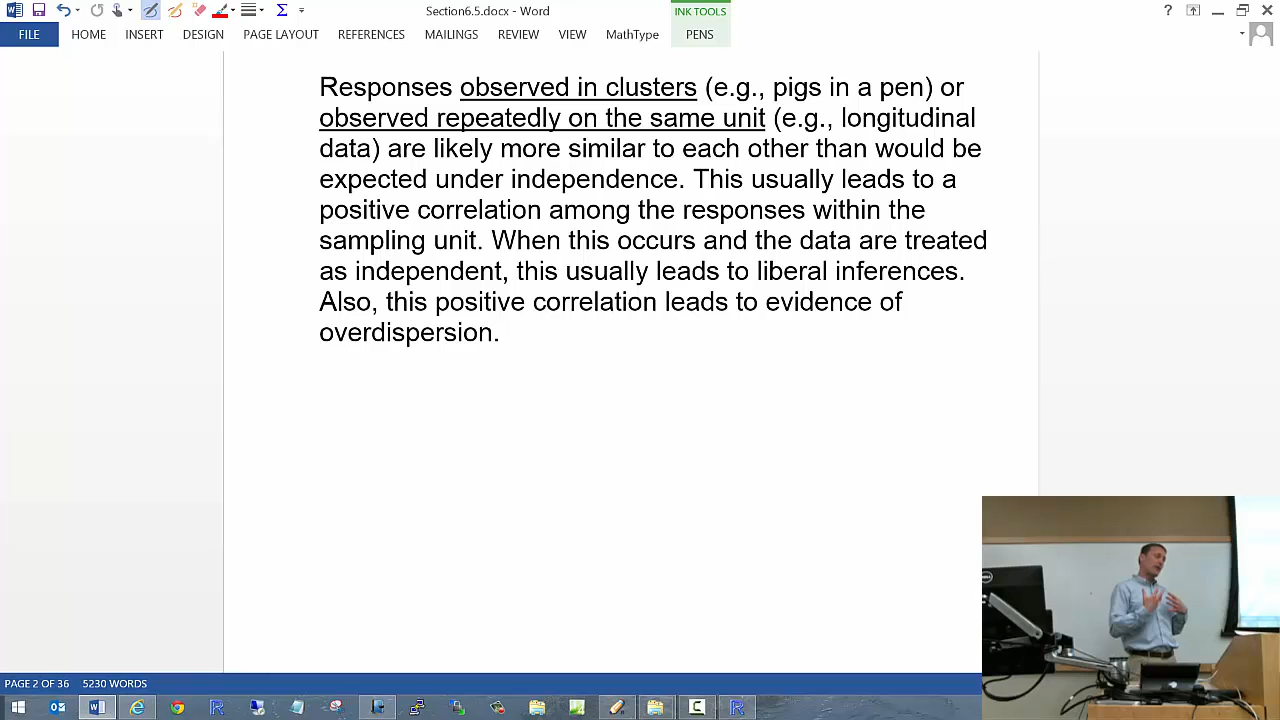 Section6.5.docx - Word
INK TOOLS
?
FILE HOME INSERT DESIGN PAGE LAYOUT REFERENCES MAILINGS REVIEW VIEW MathType PENS
Responses observed in clusters (e.g., pigs in a pen) or
observed repeatedly on the same unit (e.g., longitudinal
data) are likely more similar to each other than would be
expected under independence. This usually leads to a
positive correlation among the responses within the
sampling unit. When this occurs and the data are treated
as independent, this usually leads to liberal inferences.
Also, this positive correlation leads to evidence of
overdispersion.
DELL
PAGE 2 OF 36 5230 WORDS